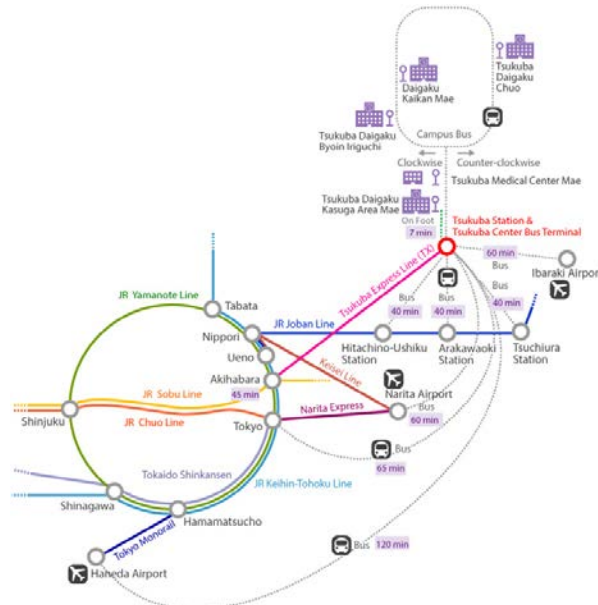 Tsukuba
Daigaku
Chuo
Daigaku
Kaikan Mae
Tsukuba Daigaku
Byoin Iriguchi
Campus Bus
Clockwise
Counter-clockwise
Tsukuba Medical Center Mae
Tsukuba Daigaku
Kasuga Area Mae
On Foot
7 min
Tsukuba Station &
Tsukuba Center Bus Terminal
60 min
Bus
Ibaraki Airport
Tsukuba Express Line (TX)
Bus
40 min
Bus
40 min
Bus
40 min
JR Yamanote Line
Tabata
Nippori
JR Joban Line
Ueno
Hitachino-Ushiku
Station
Arakawaoki
Station
Tsuchiura
Station
Keisei Line
Akihabara
45 min
JR Sobu Line
Narita Airport
Shinjuku
JR Chuo Line
Tokyo
Narita Express
Bus
60 min
Bus
65 min
Tokaido Shinkansen
JR Keihin-Tohoku Line
Shinagawa
Hamamatsucho
Tokyo Monorail
Bus 120 min
Haneda Airport